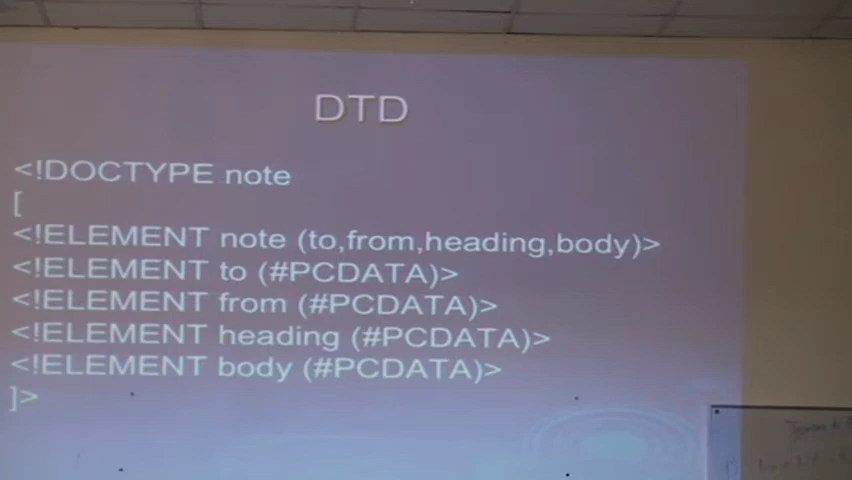 DTD
<!DOCTYPE note
[
<!ELEMENT note (to,from,heading,body)>
<!ELEMENT to (#PCDATA)>
<!ELEMENT from (#PCDATA)>
<!ELEMENT heading (#PCDATA)>
<!ELEMENT body (#PCDATA)>
]>